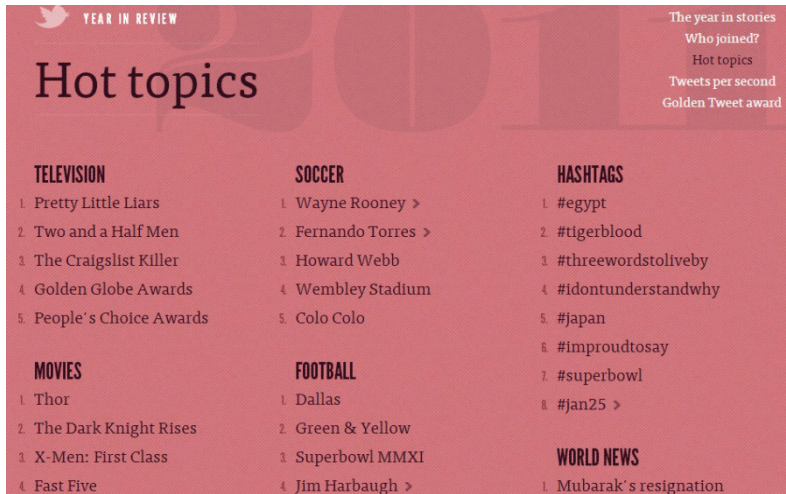 YEAR IN REVIEW
2011
The year in stories
Who joined?
Hot topics
Tweets per second
Golden Tweet award
Hot topics
TELEVISION
1. Pretty Little Liars
2. Two and a Half Men
3. The Craigslist Killer
4. Golden Globe Awards
5. People´s Choice Awards
MOVIES
1. Thor
2. The Dark Knight Rises
3. X-Men: First Class
4. Fast Five
SOCCER
1. Wayne Rooney >
2. Fernando Torres >
3. Howard Webb
4. Wembley Stadium
5. Colo Colo
FOOTBALL
1. Dallas
2. Green & Yellow
3. Superbowl MMXI
4. Jim Harbaugh >
HASHTAGS
1. #egypt
2. #tigerblood
3. #threewordstoliveby
4. #idontunderstandwhy
5. #japan
6. #improudtosay
7. #superbowl
8. #jan25 >
WORLD NEWS
1. Mubarak´s resignation